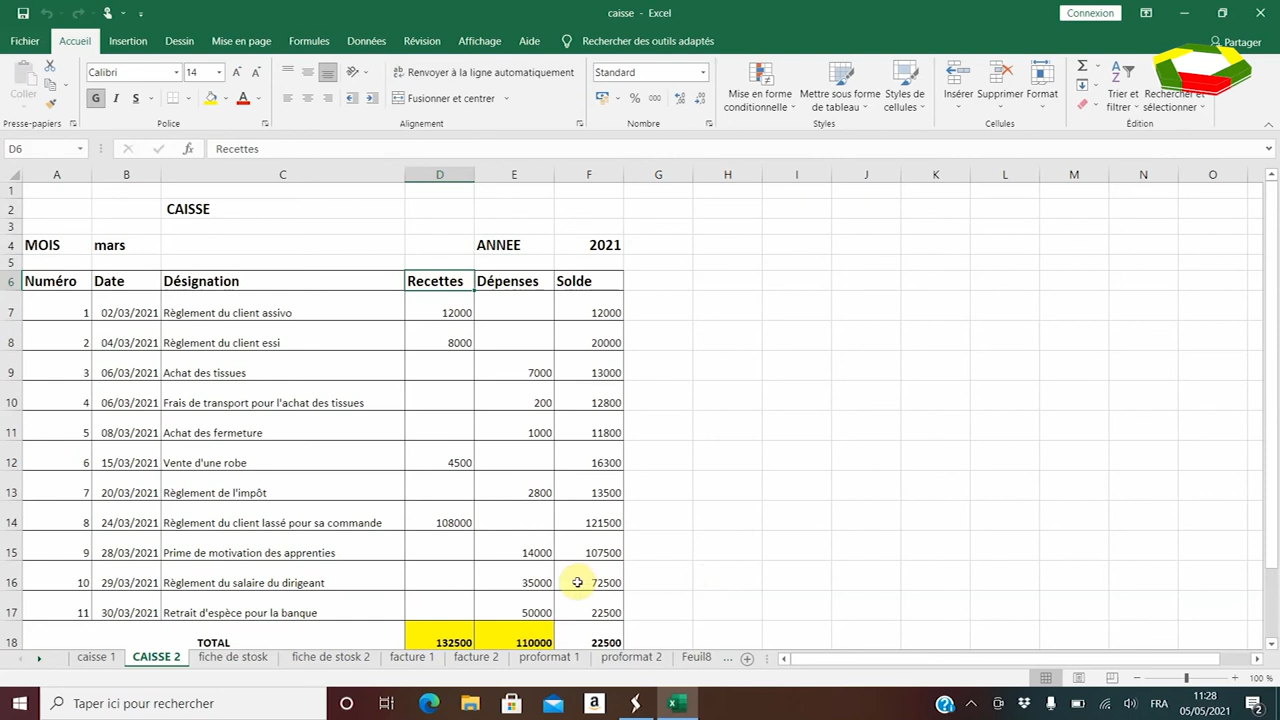 caisse - Excel
Connexion
Fichier Accueil Insertion Dessin Mise en page Formules Données Révision Affichage Aide Rechercher des outils adaptés Partager
Coller
Calibri 14 Renvoyer à la ligne automatiquement Standard
G I S Fusionner et centrer % 000
Mise en forme conditionnelle
Mettre sous forme de tableau
Styles de cellules
Insérer Supprimer Format
Trier et filtrer
Rechercher et sélectionner
Presse-papiers Police Alignement Nombre Styles Cellules Édition
D6 fx Recettes
A B C D E F G H I J K L M N O
1
2 CAISSE
3
4 MOIS mars ANNEE 2021
5
6 Numéro Date Désignation Recettes Dépenses Solde
7 1 02/03/2021 Règlement du client assivo 12000 12000
8 2 04/03/2021 Règlement du client essi 8000 20000
9 3 06/03/2021 Achat des tissues 7000 13000
10 4 06/03/2021 Frais de transport pour l'achat des tissues 200 12800
11 5 08/03/2021 Achat des fermeture 1000 11800
12 6 15/03/2021 Vente d'une robe 4500 16300
13 7 20/03/2021 Règlement de l'impôt 2800 13500
14 8 24/03/2021 Règlement du client lassé pour sa commande 108000 121500
15 9 28/03/2021 Prime de motivation des apprenties 14000 107500
16 10 29/03/2021 Règlement du salaire du dirigeant 35000 72500
17 11 30/03/2021 Retrait d'espèce pour la banque 50000 22500
18 TOTAL 132500 110000 22500
caisse 1 CAISSE 2 fiche de stosk fiche de stosk 2 facture 1 facture 2 proformat 1 proformat 2 Feuil8 ...
100 %
Taper ici pour rechercher
11:28
05/05/2021